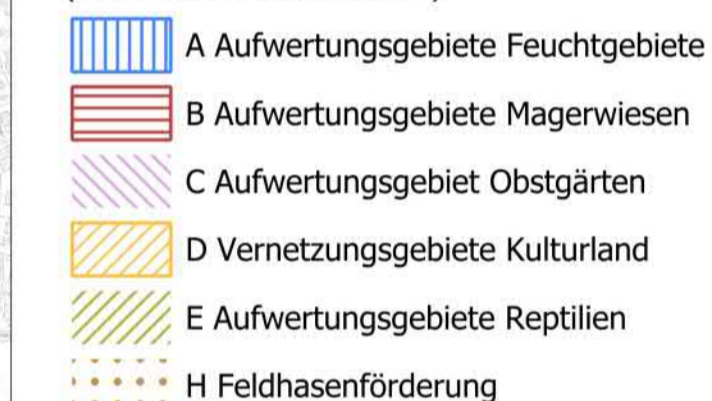 A Aufwertungsgebiete Feuchtgebiete
B Aufwertungsgebiete Magerwiesen
C Aufwertungsgebiet Obstgärten
D Vernetzungsgebiete Kulturland
E Aufwertungsgebiete Reptilien
H Feldhasenförderung